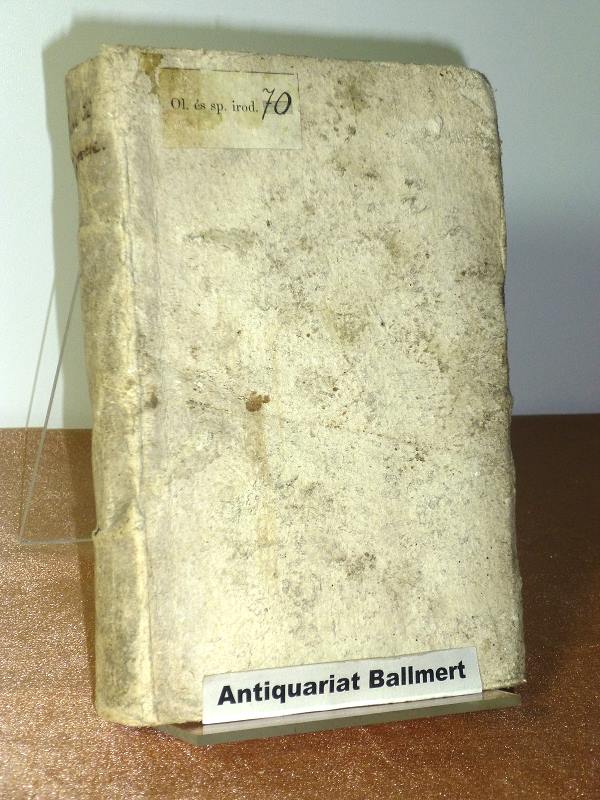 Ol. és sp. irod. 70
Antiquariat Ballmert